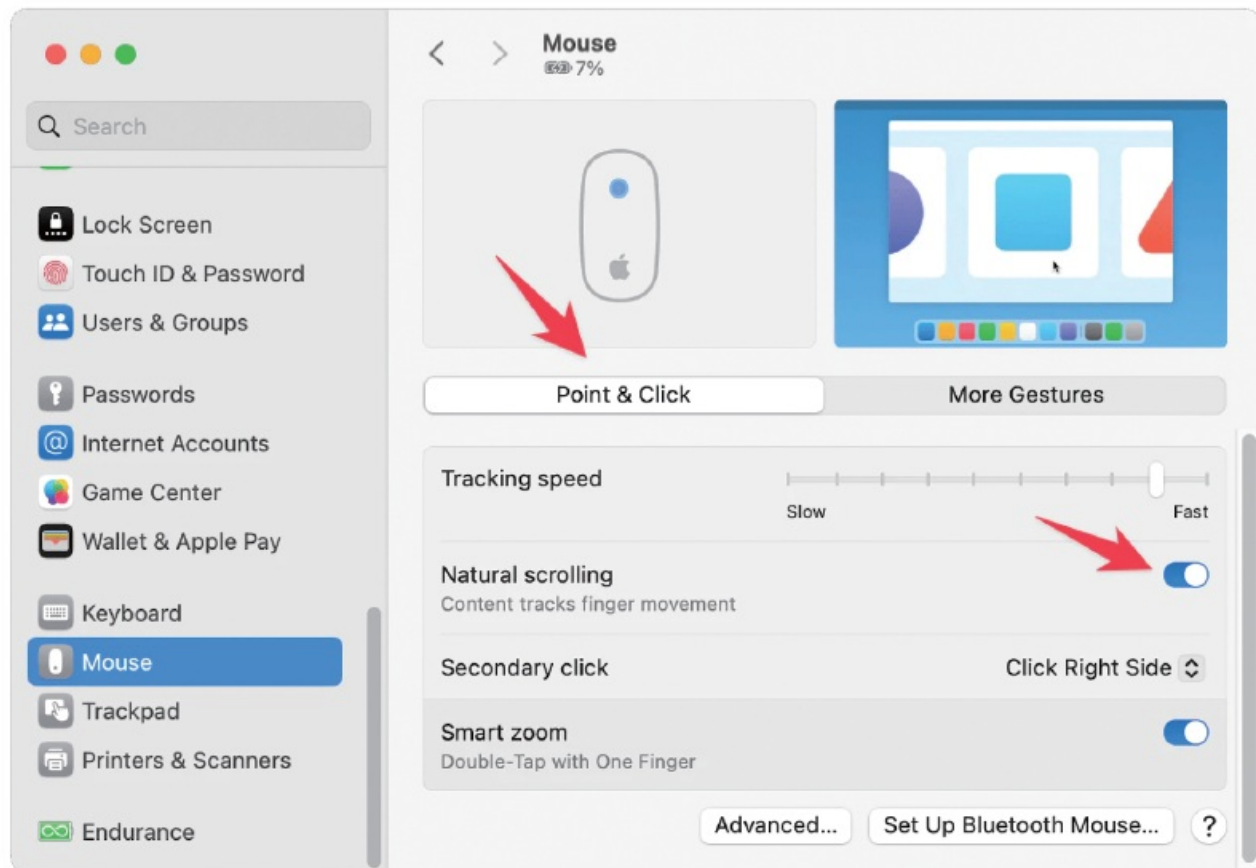 Mouse
7%
Search
Lock Screen
Touch ID & Password
Users & Groups
Passwords
Internet Accounts
Game Center
Wallet & Apple Pay
Keyboard
Mouse
Trackpad
Printers & Scanners
Endurance
Point & Click
More Gestures
Tracking speed
Slow
Fast
Natural scrolling
Content tracks finger movement
Secondary click
Click Right Side
Smart zoom
Double-Tap with One Finger
Advanced...
Set Up Bluetooth Mouse...
?